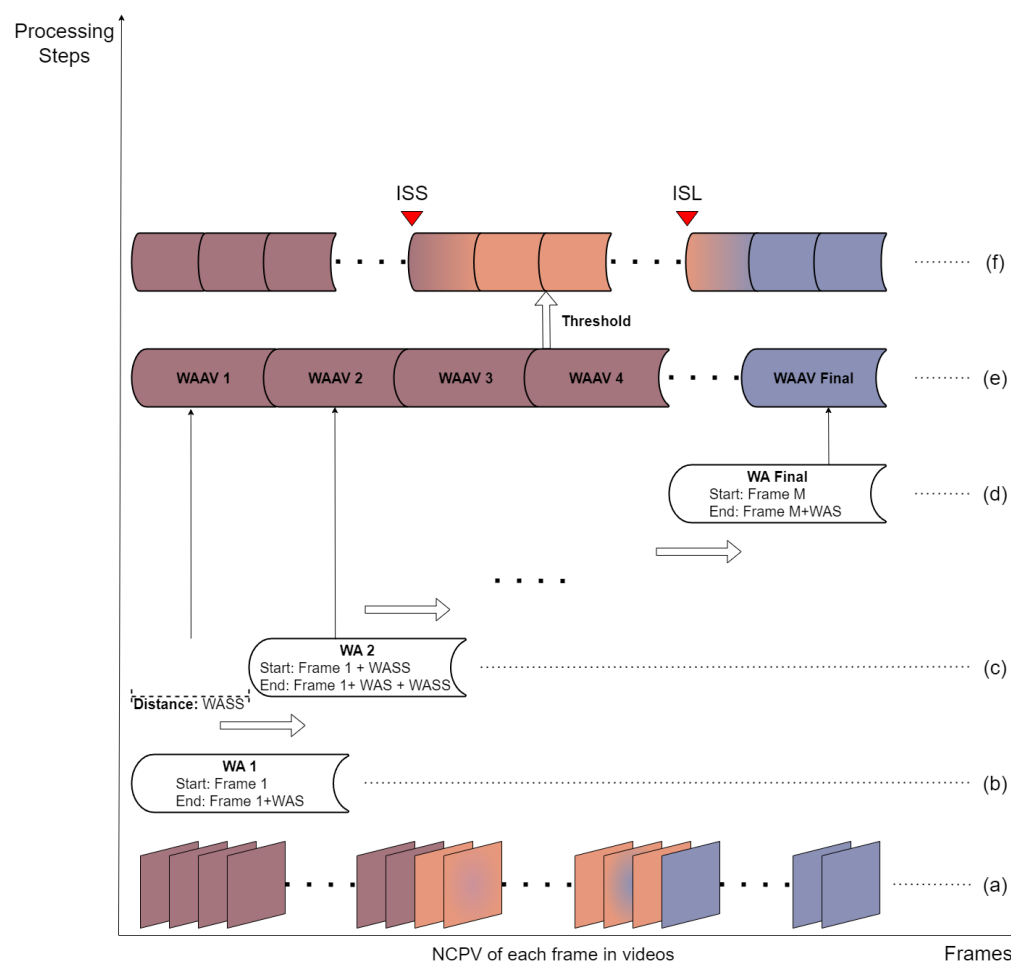 Processing
Steps
ISS
ISL
(f)
Threshold
WAAV 1
WAAV 2
WAAV 3
WAAV 4
WAAV Final
(e)
WA Final
Start: Frame M
End: Frame M+WAS
(d)
WA 2
Start: Frame 1 + WASS
End: Frame 1+ WAS + WASS
(c)
Distance: WASS
WA 1
Start: Frame 1
End: Frame 1+WAS
(b)
(a)
NCPV of each frame in videos
Frames